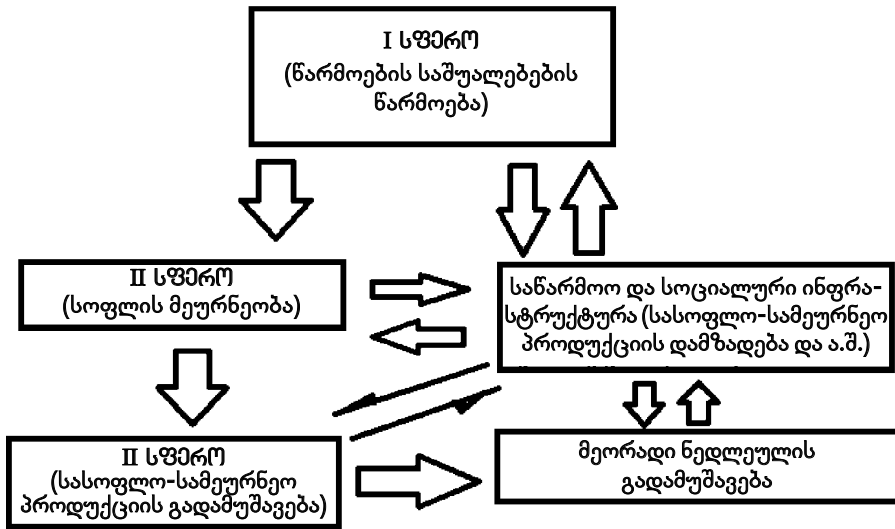 I სფერო
(წარმოების საშუალებების
წარმოება)
II სფერო
(სოფლის მეურნეობა)
საწარმოო და სოციალური ინფრა-
სტრუქტურა (სასოფლო-სამეურნეო
პროდუქციის დამზადება და ა.შ.)
II სფერო
(სასოფლო-სამეურნეო
პროდუქციის გადამუშავება)
მეორადი ნედლეულის
გადამუშავება